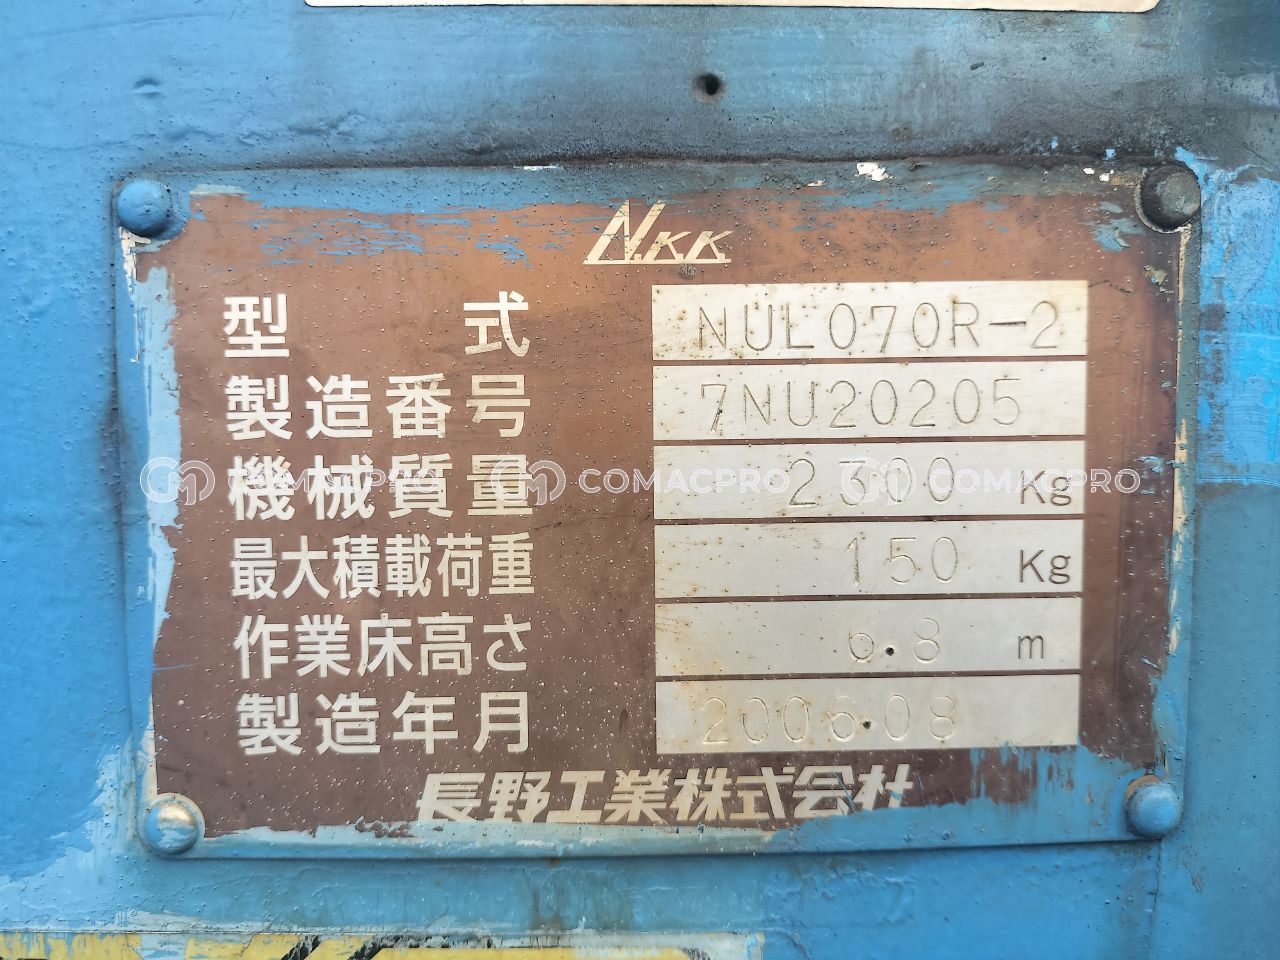 N.KK
型式 NUL070R-2
製造番号 7NU20205
機械質量 2300 Kg
最大積載荷重 150 Kg
作業床高さ 6.8 m
製造年月 2006.08
長野工業株式会社
COMACPRO COMACPRO COMACPRO